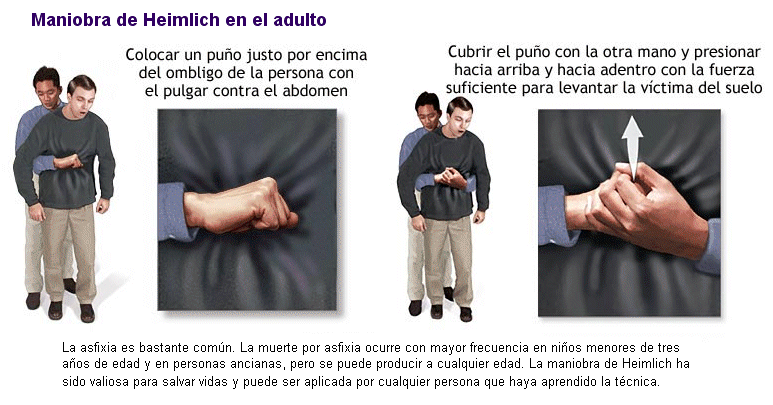 Maniobra de Heimlich en el adulto
Colocar un puño justo por encima
del ombligo de la persona con
el pulgar contra el abdomen
Cubrir el puño con la otra mano y presionar
hacia arriba y hacia adentro con la fuerza
suficiente para levantar la víctima del suelo
La asfixia es bastante común. La muerte por asfixia ocurre con mayor frecuencia en niños menores de tres
años de edad y en personas ancianas, pero se puede producir a cualquier edad. La maniobra de Heimlich ha
sido valiosa para salvar vidas y puede ser aplicada por cualquier persona que haya aprendido la técnica.